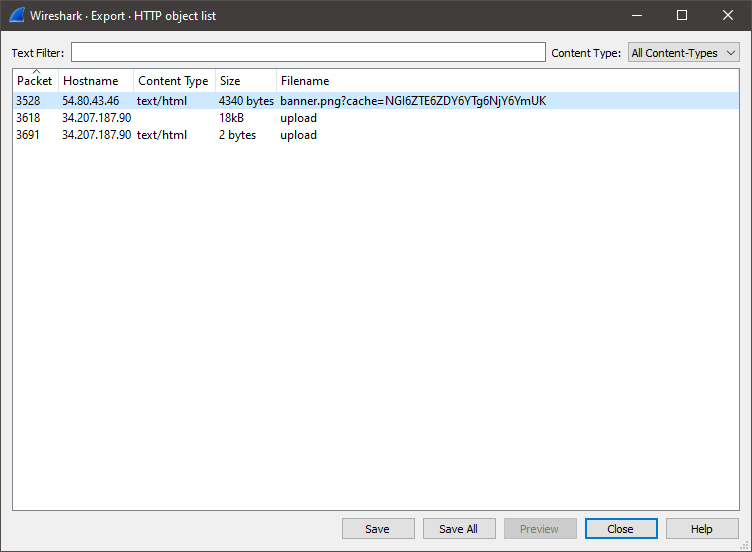 Wireshark · Export · HTTP object list
Text Filter: Content Type: All Content-Types
Packet Hostname Content Type Size Filename
3528 54.80.43.46 text/html 4340 bytes banner.png?cache=NGI6ZTE6ZDY6YTg6NjY6YmUK
3618 34.207.187.90 18kB upload
3691 34.207.187.90 text/html 2 bytes upload
Save Save All Preview Close Help